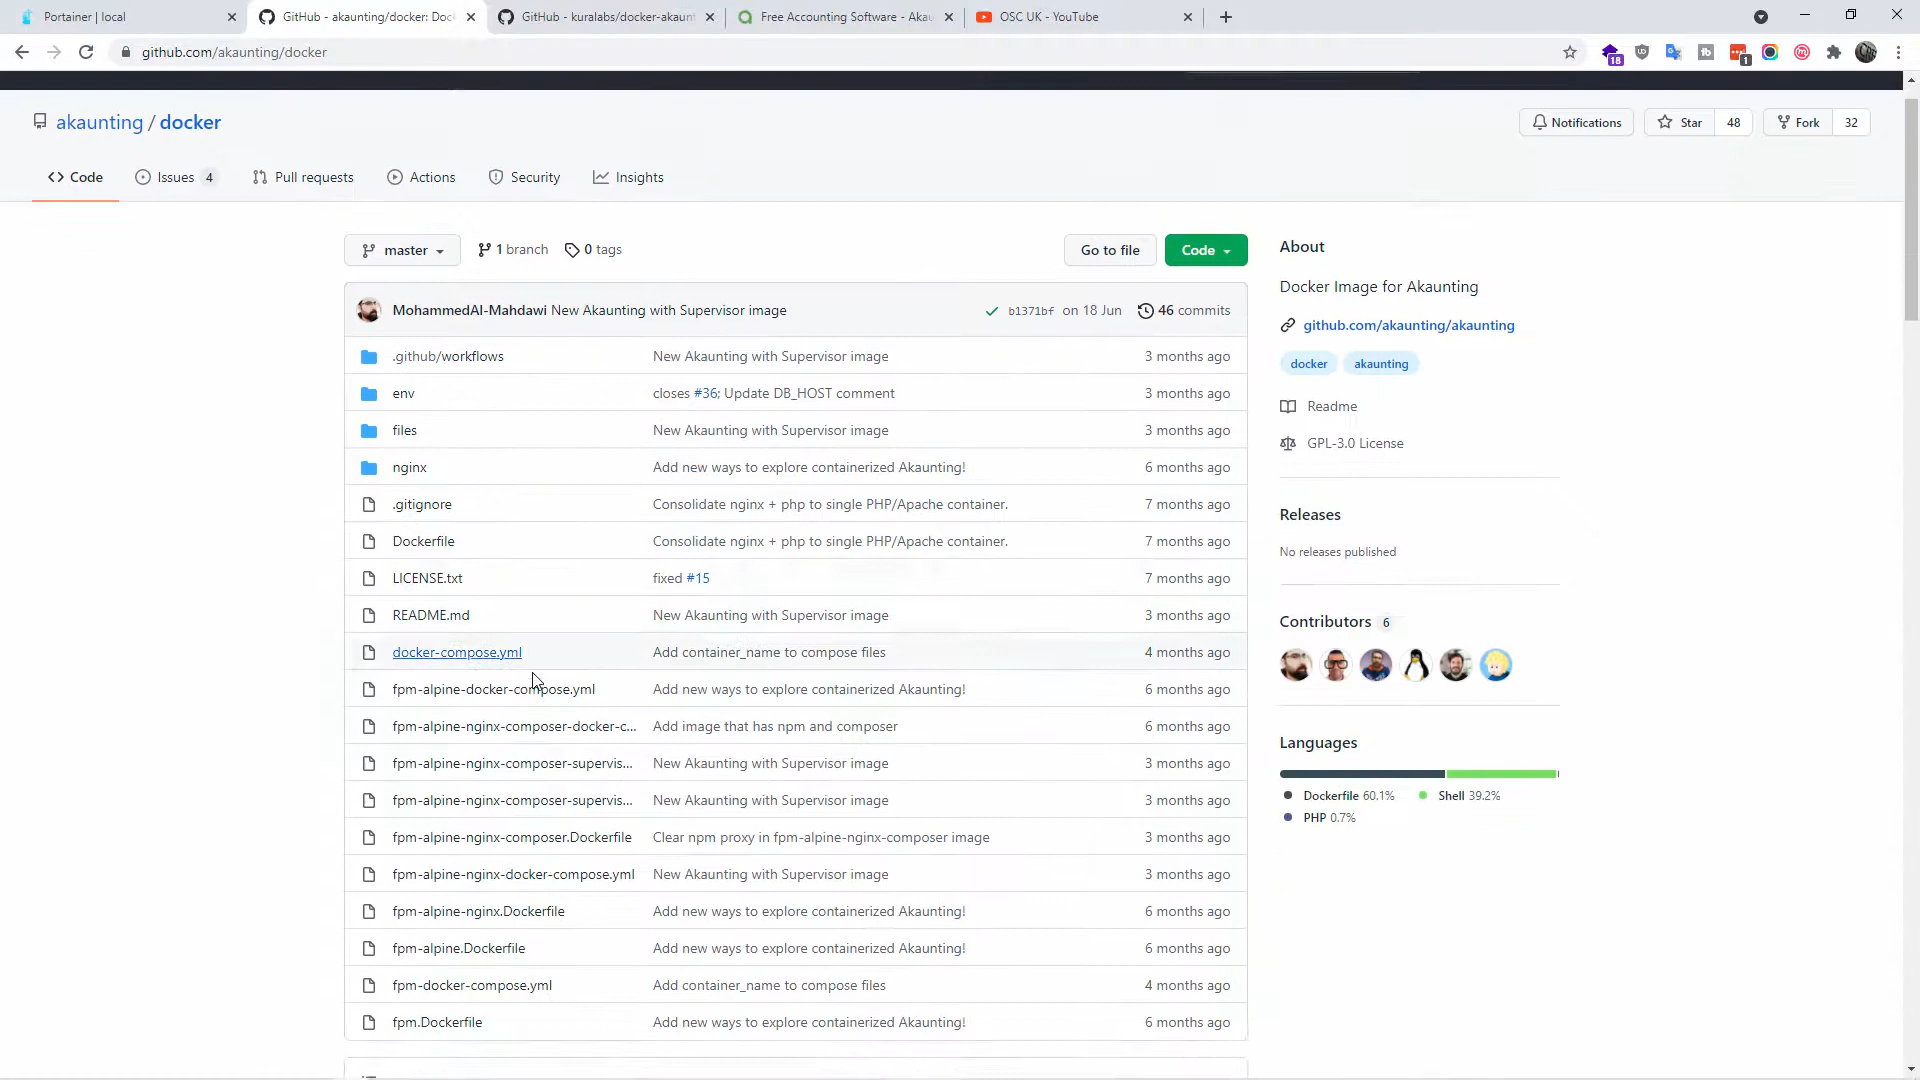 Portainer | local
GitHub - akaunting/docker: Doc
GitHub - kuralabs/docker-akaunt
Free Accounting Software - Akau
OSC UK - YouTube
github.com/akaunting/docker
18
1
akaunting / docker
Notifications
Star 48
Fork 32
Code
Issues 4
Pull requests
Actions
Security
Insights
master
1 branch
0 tags
Go to file
Code
MohammedAl-Mahdawi New Akaunting with Supervisor image
b1371bf on 18 Jun
46 commits
.github/workflows New Akaunting with Supervisor image 3 months ago
env closes #36; Update DB_HOST comment 3 months ago
files New Akaunting with Supervisor image 3 months ago
nginx Add new ways to explore containerized Akaunting! 6 months ago
.gitignore Consolidate nginx + php to single PHP/Apache container. 7 months ago
Dockerfile Consolidate nginx + php to single PHP/Apache container. 7 months ago
LICENSE.txt fixed #15 7 months ago
README.md New Akaunting with Supervisor image 3 months ago
docker-compose.yml Add container_name to compose files 4 months ago
fpm-alpine-docker-compose.yml Add new ways to explore containerized Akaunting! 6 months ago
fpm-alpine-nginx-composer-docker-c... Add image that has npm and composer 6 months ago
fpm-alpine-nginx-composer-supervis... New Akaunting with Supervisor image 3 months ago
fpm-alpine-nginx-composer-supervis... New Akaunting with Supervisor image 3 months ago
fpm-alpine-nginx-composer.Dockerfile Clear npm proxy in fpm-alpine-nginx-composer image 3 months ago
fpm-alpine-nginx-docker-compose.yml New Akaunting with Supervisor image 3 months ago
fpm-alpine-nginx.Dockerfile Add new ways to explore containerized Akaunting! 6 months ago
fpm-alpine.Dockerfile Add new ways to explore containerized Akaunting! 6 months ago
fpm-docker-compose.yml Add container_name to compose files 4 months ago
fpm.Dockerfile Add new ways to explore containerized Akaunting! 6 months ago
About
Docker Image for Akaunting
github.com/akaunting/akaunting
docker akaunting
Readme
GPL-3.0 License
Releases
No releases published
Contributors 6
Languages
Dockerfile 60.1% Shell 39.2%
PHP 0.7%